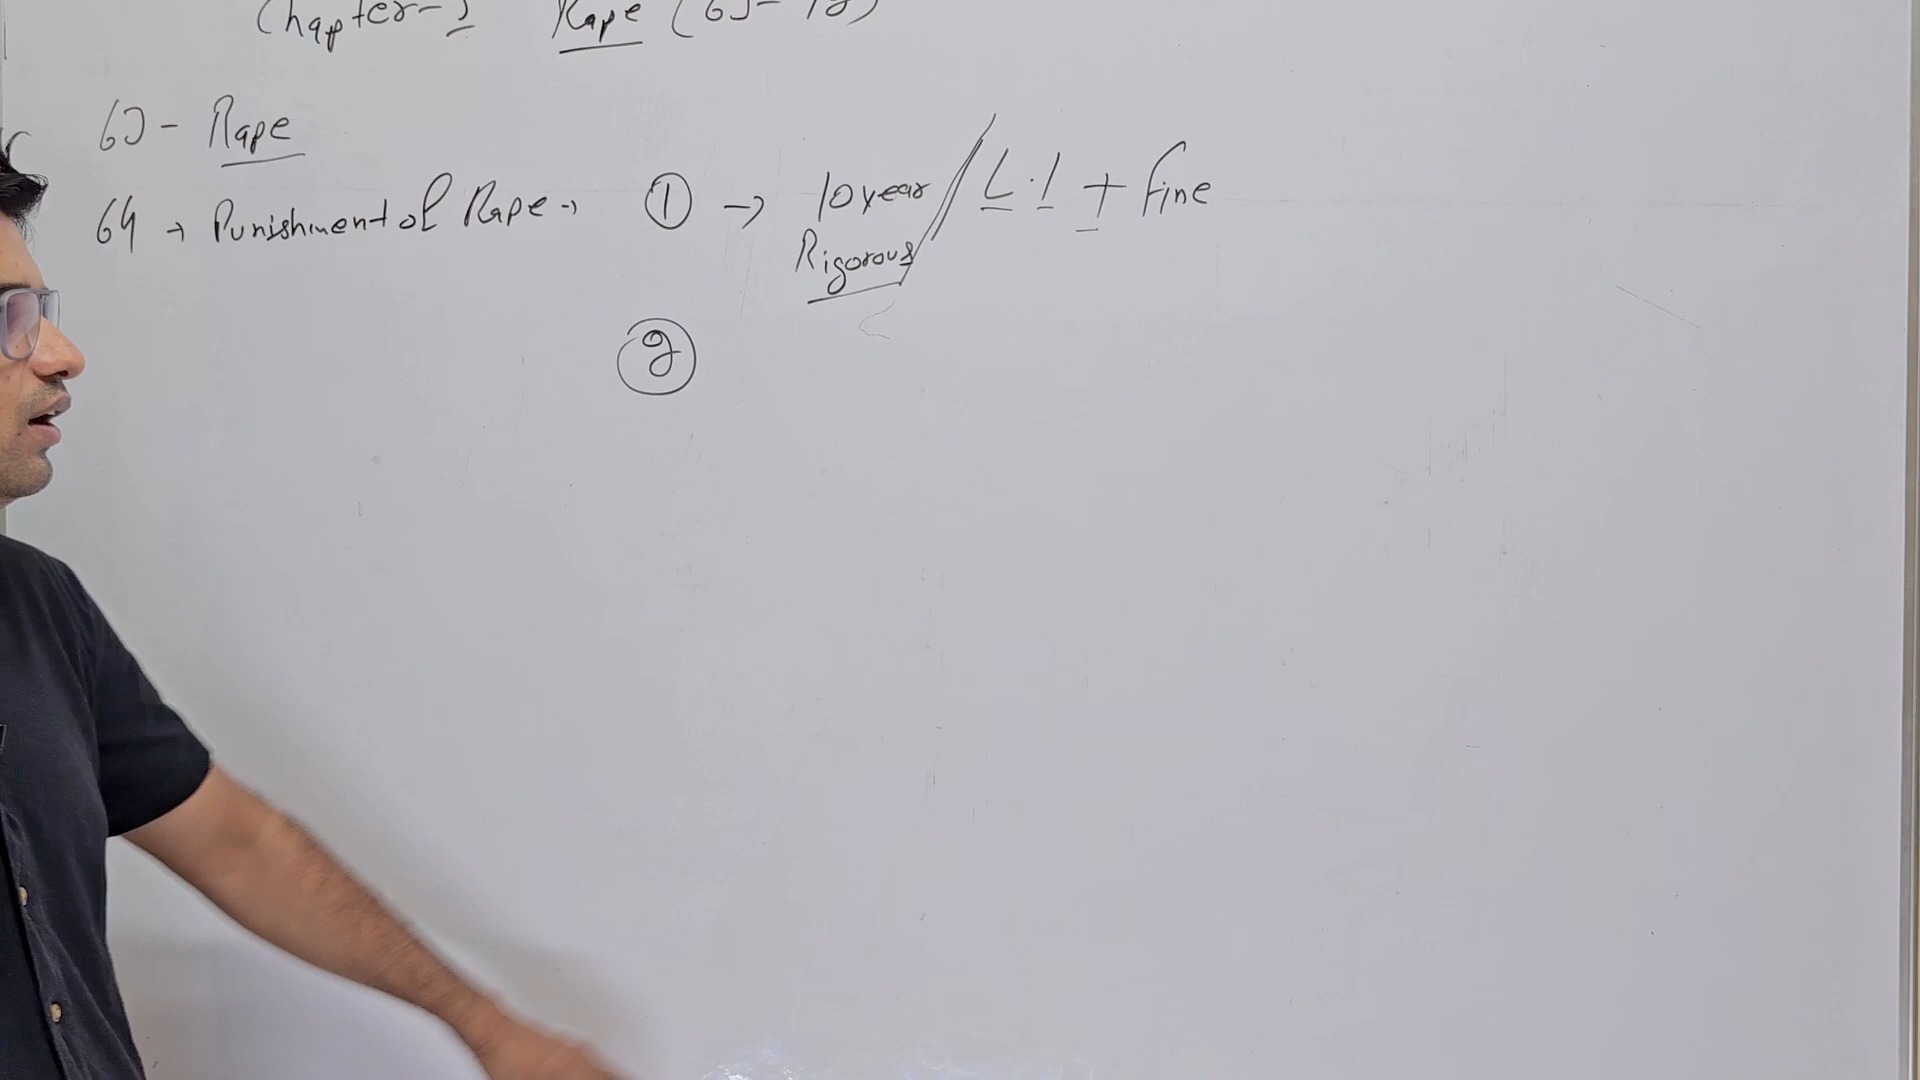 Chapter-5 Rape (63-
63 - Rape
64 → Punishment of Rape → ① → 10 year / L.I + fine
Rigorous
②